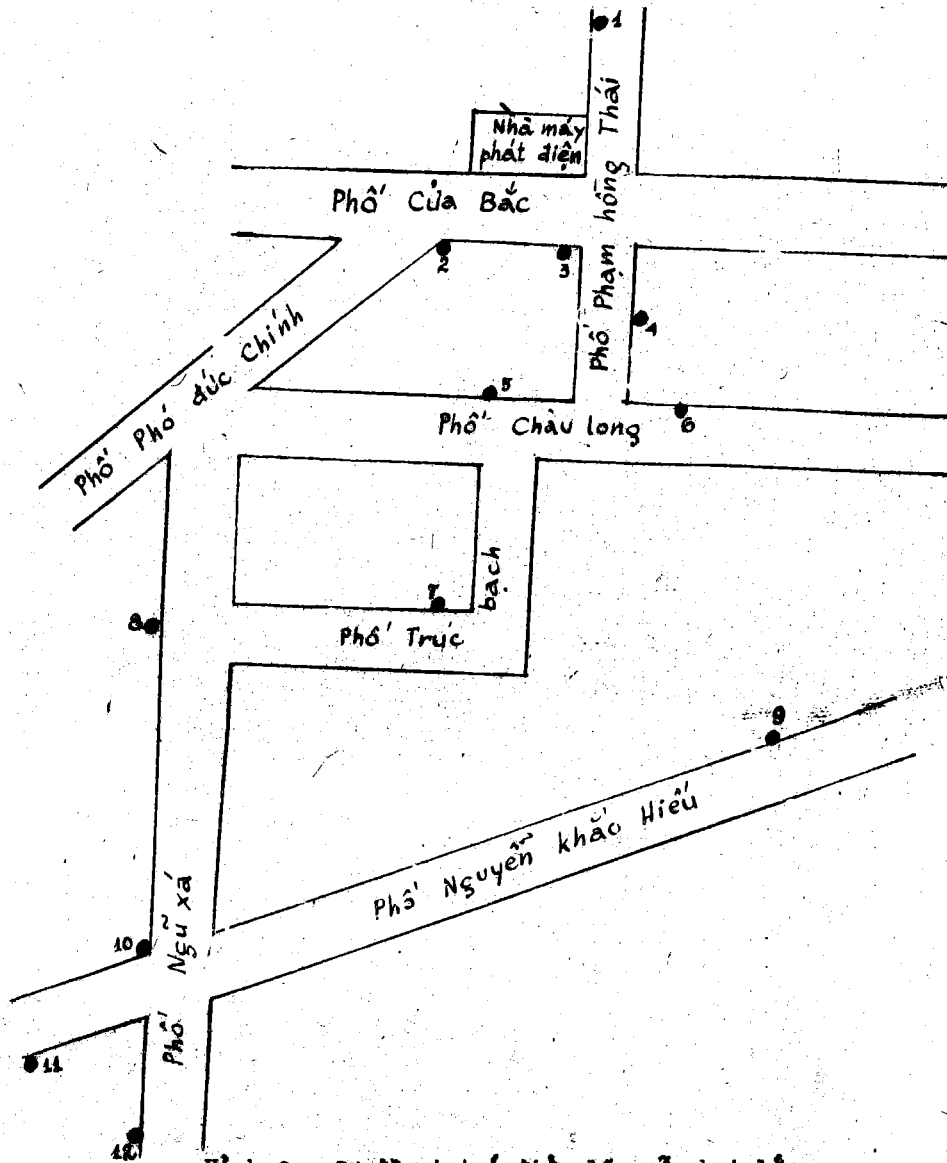 1
Nhà máy
phát điện
Phố Phạm hồng Thái
Phố Cửa Bắc
2
3
4
Phố Phó đức Chính
5
6
Phố Châu long
bạch
7
Phố Trúc
8
9
Phố Nguyễn khắc Hiếu
10
Phố Ngũ xá
11
12